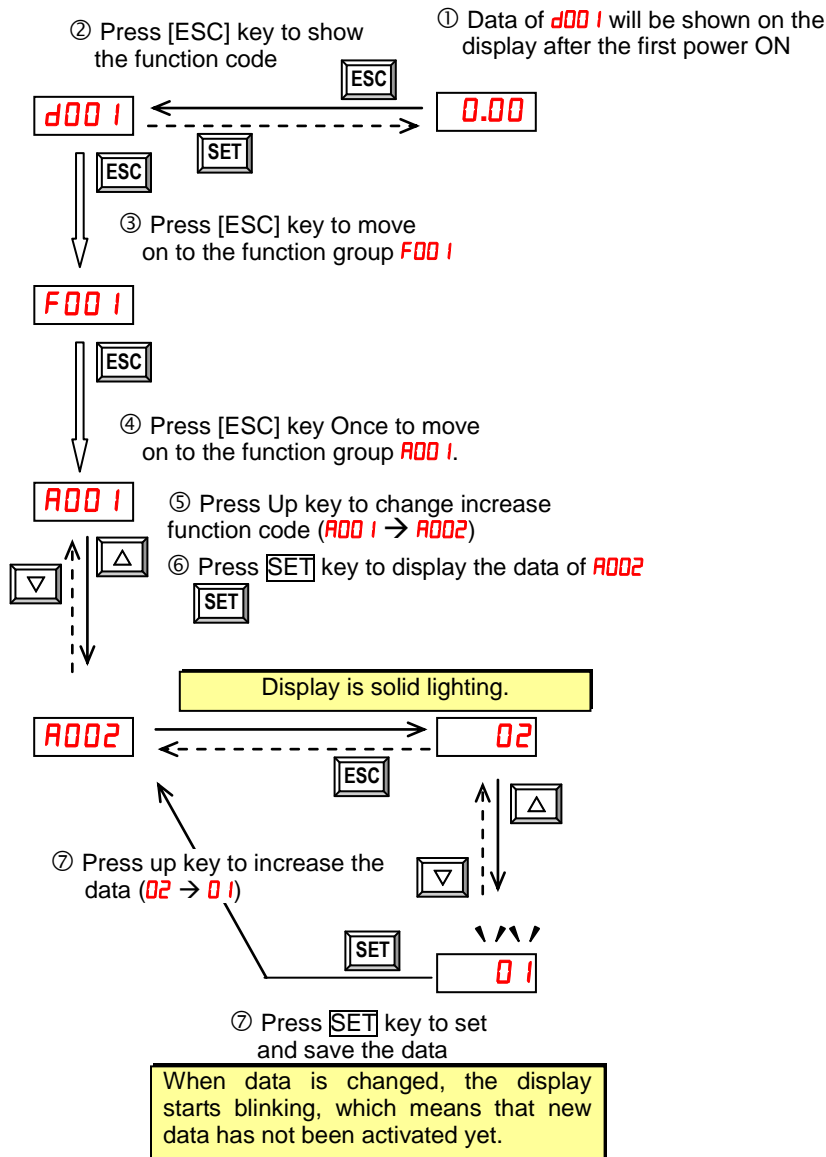 ① Data of d001 will be shown on the
display after the first power ON
② Press [ESC] key to show
the function code
ESC
d001
0.00
SET
ESC
③ Press [ESC] key to move
on to the function group F001
F001
ESC
④ Press [ESC] key Once to move
on to the function group A001.
A001
⑤ Press Up key to change increase
function code (A001 → A002)
⑥ Press SET key to display the data of A002
SET
Display is solid lighting.
A002
02
ESC
⑦ Press up key to increase the
data (02 → 01)
SET
01
⑦ Press SET key to set
and save the data
When data is changed, the display
starts blinking, which means that new
data has not been activated yet.